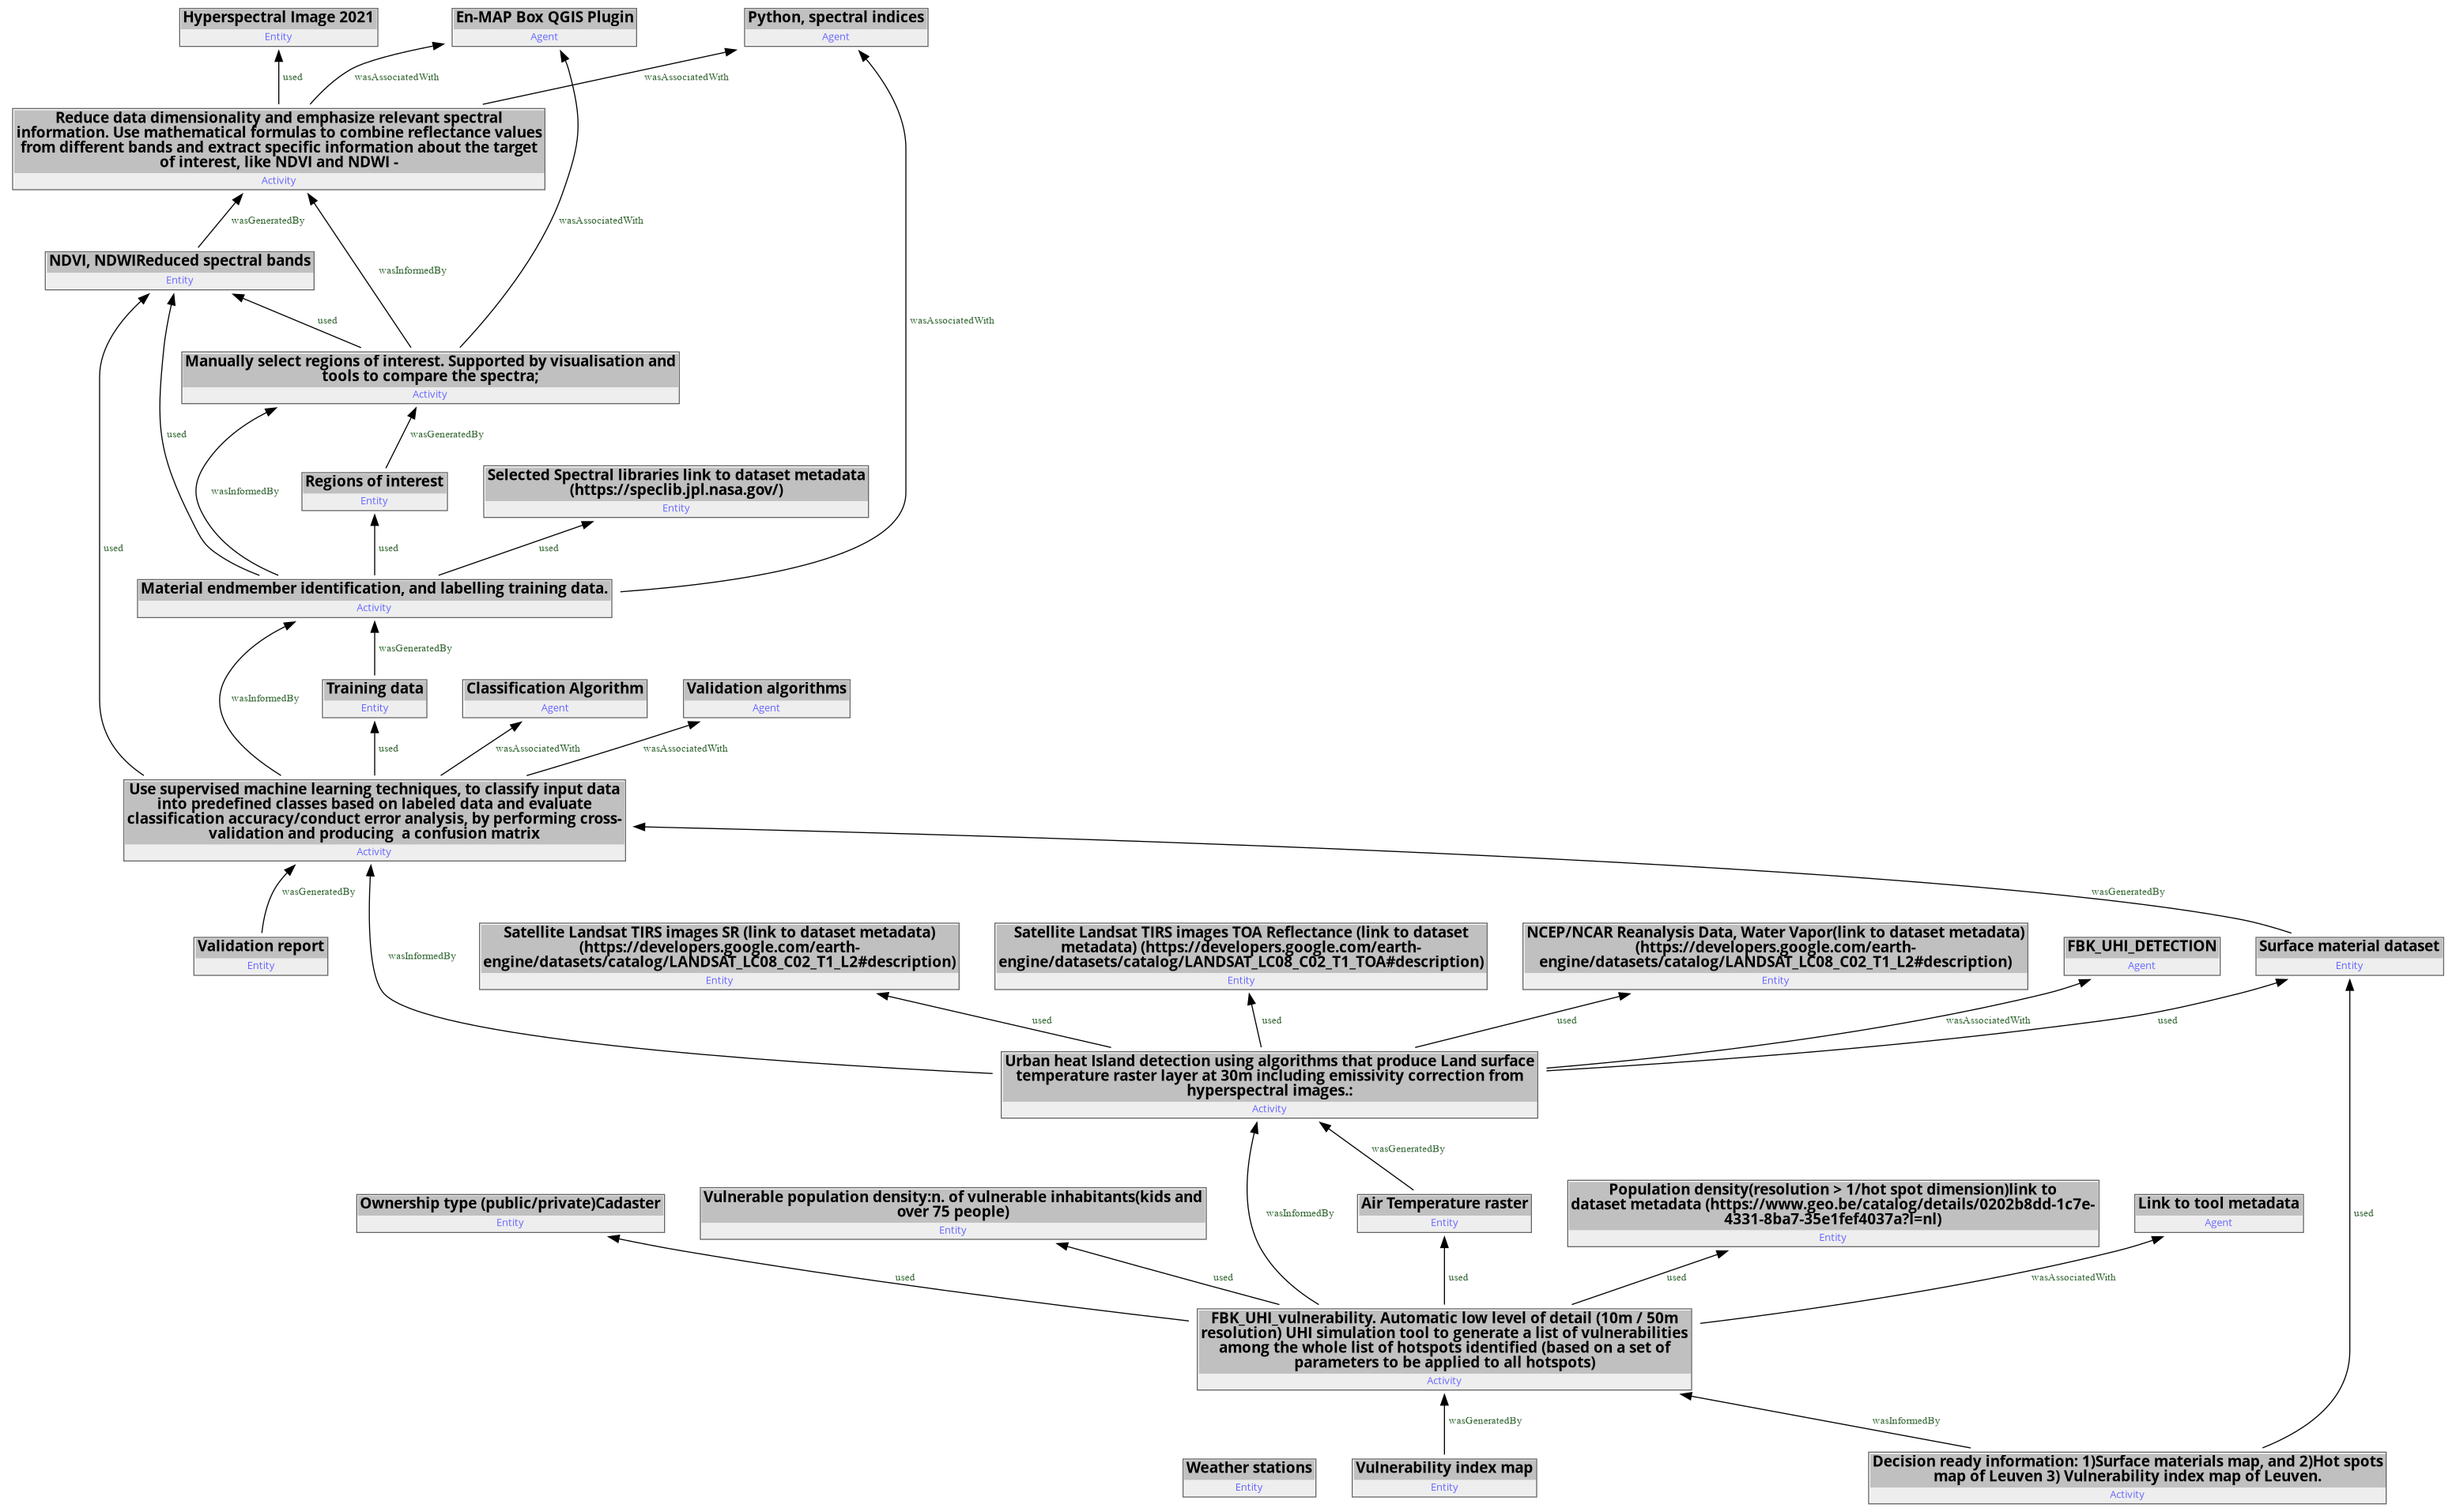 Hyperspectral Image 2021
Entity
En-MAP Box QGIS Plugin
Agent
Python, spectral indices
Agent
used
wasAssociatedWith
wasAssociatedWith
Reduce data dimensionality and emphasize relevant spectral
information. Use mathematical formulas to combine reflectance values
from different bands and extract specific information about the target
of interest, like NDVI and NDWI -
Activity
wasGeneratedBy
wasAssociatedWith
NDVI, NDWIReduced spectral bands
Entity
wasInformedBy
used
wasAssociatedWith
Manually select regions of interest. Supported by visualisation and
tools to compare the spectra;
Activity
used
wasGeneratedBy
Regions of interest
Entity
Selected Spectral libraries link to dataset metadata
(https://speclib.jpl.nasa.gov/)
Entity
wasInformedBy
used
used
used
Material endmember identification, and labelling training data.
Activity
wasGeneratedBy
Training data
Entity
Classification Algorithm
Agent
Validation algorithms
Agent
wasInformedBy
used
wasAssociatedWith
wasAssociatedWith
Use supervised machine learning techniques, to classify input data
into predefined classes based on labeled data and evaluate
classification accuracy/conduct error analysis, by performing cross-
validation and producing  a confusion matrix
Activity
wasGeneratedBy
wasGeneratedBy
Validation report
Entity
wasInformedBy
Satellite Landsat TIRS images SR (link to dataset metadata)
(https://developers.google.com/earth-
engine/datasets/catalog/LANDSAT_LC08_C02_T1_L2#description)
Entity
Satellite Landsat TIRS images TOA Reflectance (link to dataset
metadata) (https://developers.google.com/earth-
engine/datasets/catalog/LANDSAT_LC08_C02_T1_TOA#description)
Entity
NCEP/NCAR Reanalysis Data, Water Vapor(link to dataset metadata)
(https://developers.google.com/earth-
engine/datasets/catalog/LANDSAT_LC08_C02_T1_L2#description)
Entity
FBK_UHI_DETECTION
Agent
Surface material dataset
Entity
used
used
used
wasAssociatedWith
used
Urban heat Island detection using algorithms that produce Land surface
temperature raster layer at 30m including emissivity correction from
hyperspectral images.:
Activity
wasGeneratedBy
Ownership type (public/private)Cadaster
Entity
Vulnerable population density:n. of vulnerable inhabitants(kids and
over 75 people)
Entity
wasInformedBy
Air Temperature raster
Entity
Population density(resolution > 1/hot spot dimension)link to
dataset metadata (https://www.geo.be/catalog/details/0202b8dd-1c7e-
4331-8ba7-35e1fef4037a?l=nl)
Entity
Link to tool metadata
Agent
used
used
used
used
used
wasAssociatedWith
FBK_UHI_vulnerability. Automatic low level of detail (10m / 50m
resolution) UHI simulation tool to generate a list of vulnerabilities
among the whole list of hotspots identified (based on a set of
parameters to be applied to all hotspots)
Activity
wasGeneratedBy
wasInformedBy
Weather stations
Entity
Vulnerability index map
Entity
Decision ready information: 1)Surface materials map, and 2)Hot spots
map of Leuven 3) Vulnerability index map of Leuven.
Activity